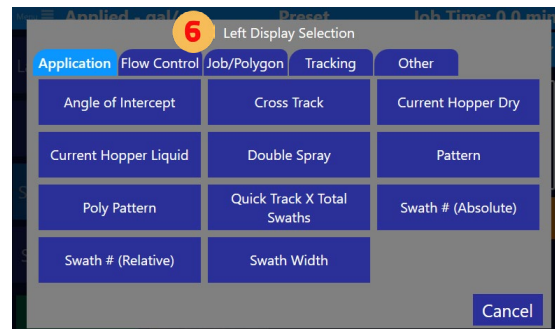 Menu Applied - gal/ Preset Job Time: 0.0 min
6 Left Display Selection
Application Flow Control Job/Polygon Tracking Other
Angle of Intercept Cross Track Current Hopper Dry
Current Hopper Liquid Double Spray Pattern
Poly Pattern Quick Track X Total Swaths Swath # (Absolute)
Swath # (Relative) Swath Width
Cancel